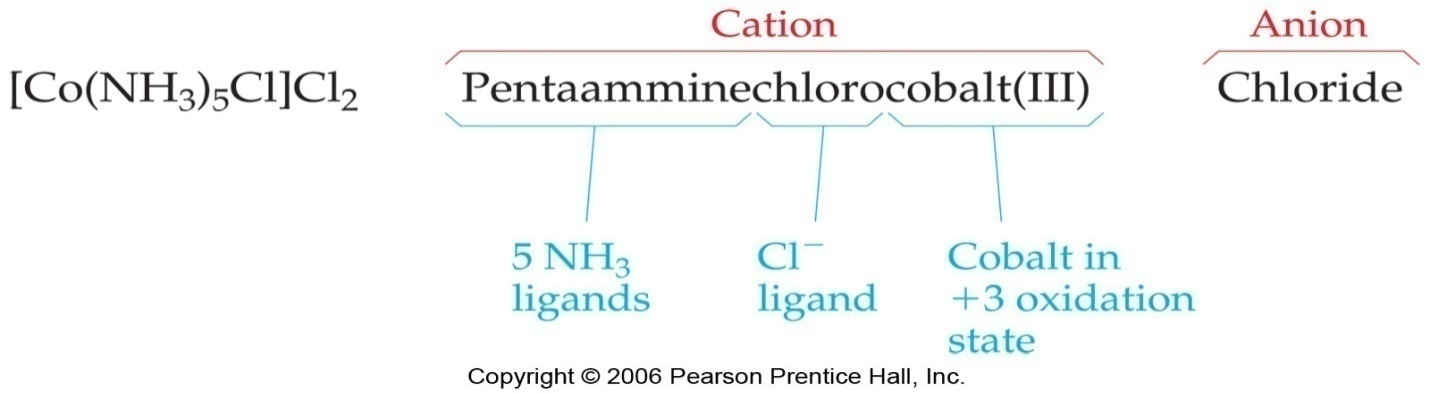 Cation Anion
[Co(NH₃)₅Cl]Cl₂ Pentaamminechlorocobalt(III) Chloride
5 NH₃ Cl⁻ Cobalt in
ligands ligand +3 oxidation
state
Copyright © 2006 Pearson Prentice Hall, Inc.